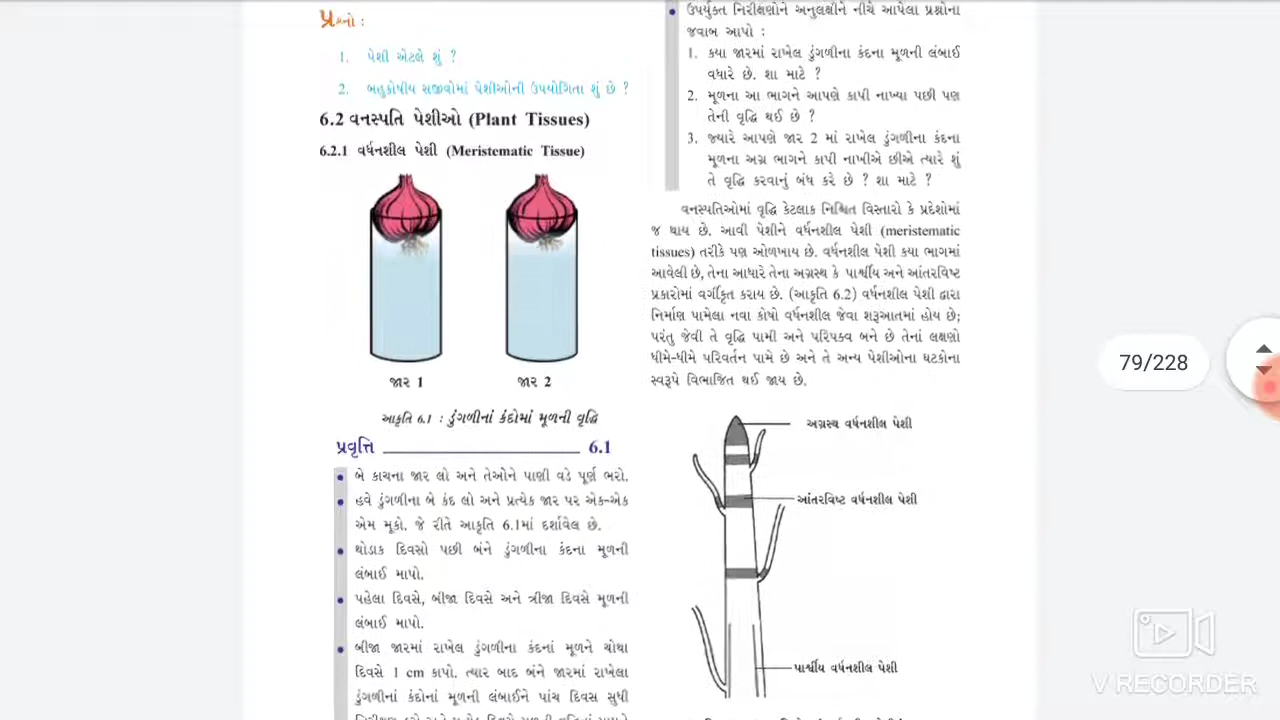 પ્રશ્નો :
1. પેશી એટલે શું ?
2. બહુકોષીય સજીવોમાં પેશીઓની ઉપયોગિતા શું છે ?
6.2 વનસ્પતિ પેશીઓ (Plant Tissues)
6.2.1 વર્ધનશીલ પેશી (Meristematic Tissue)
જાર 1
જાર 2
આકૃતિ 6.1 : ડુંગળીનાં કંદોમાં મૂળની વૃદ્ધિ
પ્રવૃત્તિ ____________________ 6.1
• બે કાચના જાર લો અને તેઓને પાણી વડે પૂર્ણ ભરો.
• હવે ડુંગળીના બે કંદ લો અને પ્રત્યેક જાર પર એક-એક
એમ મૂકો. જે રીતે આકૃતિ 6.1માં દર્શાવેલ છે.
• થોડાક દિવસો પછી બંને ડુંગળીના કંદના મૂળની
લંબાઈ માપો.
• પહેલા દિવસે, બીજા દિવસે અને ત્રીજા દિવસે મૂળની
લંબાઈ માપો.
• બીજા જારમાં રાખેલ ડુંગળીના કંદનાં મૂળને ચોથા
દિવસે 1 cm કાપો. ત્યાર બાદ બંને જારમાં રાખેલા
ડુંગળીનાં કંદોનાં મૂળની લંબાઈને પાંચ દિવસ સુધી
• ઉપર્યુક્ત નિરીક્ષણોને અનુલક્ષીને નીચે આપેલા પ્રશ્નોના
જવાબ આપો :
1. કયા જારમાં રાખેલ ડુંગળીના કંદના મૂળની લંબાઈ
વધારે છે. શા માટે ?
2. મૂળના આ ભાગને આપણે કાપી નાખ્યા પછી પણ
તેની વૃદ્ધિ થઈ છે ?
3. જ્યારે આપણે જાર 2 માં રાખેલ ડુંગળીના કંદના
મૂળના અગ્ર ભાગને કાપી નાખીએ છીએ ત્યારે શું
તે વૃદ્ધિ કરવાનું બંધ કરે છે ? શા માટે ?
વનસ્પતિઓમાં વૃદ્ધિ કેટલાક નિશ્ચિત વિસ્તારો કે પ્રદેશોમાં
જ થાય છે. આવી પેશીને વર્ધનશીલ પેશી (meristematic
tissues) તરીકે પણ ઓળખાય છે. વર્ધનશીલ પેશી કયા ભાગમાં
આવેલી છે, તેના આધારે તેના અગ્રસ્થ કે પાર્શ્વીય અને આંતરવિષ્ટ
પ્રકારોમાં વર્ગીકૃત કરાય છે. (આકૃતિ 6.2) વર્ધનશીલ પેશી દ્વારા
નિર્માણ પામેલા નવા કોષો વર્ધનશીલ જેવા શરૂઆતમાં હોય છે;
પરંતુ જેવી તે વૃદ્ધિ પામી અને પરિપક્વ બને છે તેનાં લક્ષણો
ધીમે-ધીમે પરિવર્તન પામે છે અને તે અન્ય પેશીઓના ઘટકોના
સ્વરૂપે વિભાજિત થઈ જાય છે.
અગ્રસ્થ વર્ધનશીલ પેશી
આંતરવિષ્ટ વર્ધનશીલ પેશી
પાર્શ્વીય વર્ધનશીલ પેશી
79/228
V RECORDER